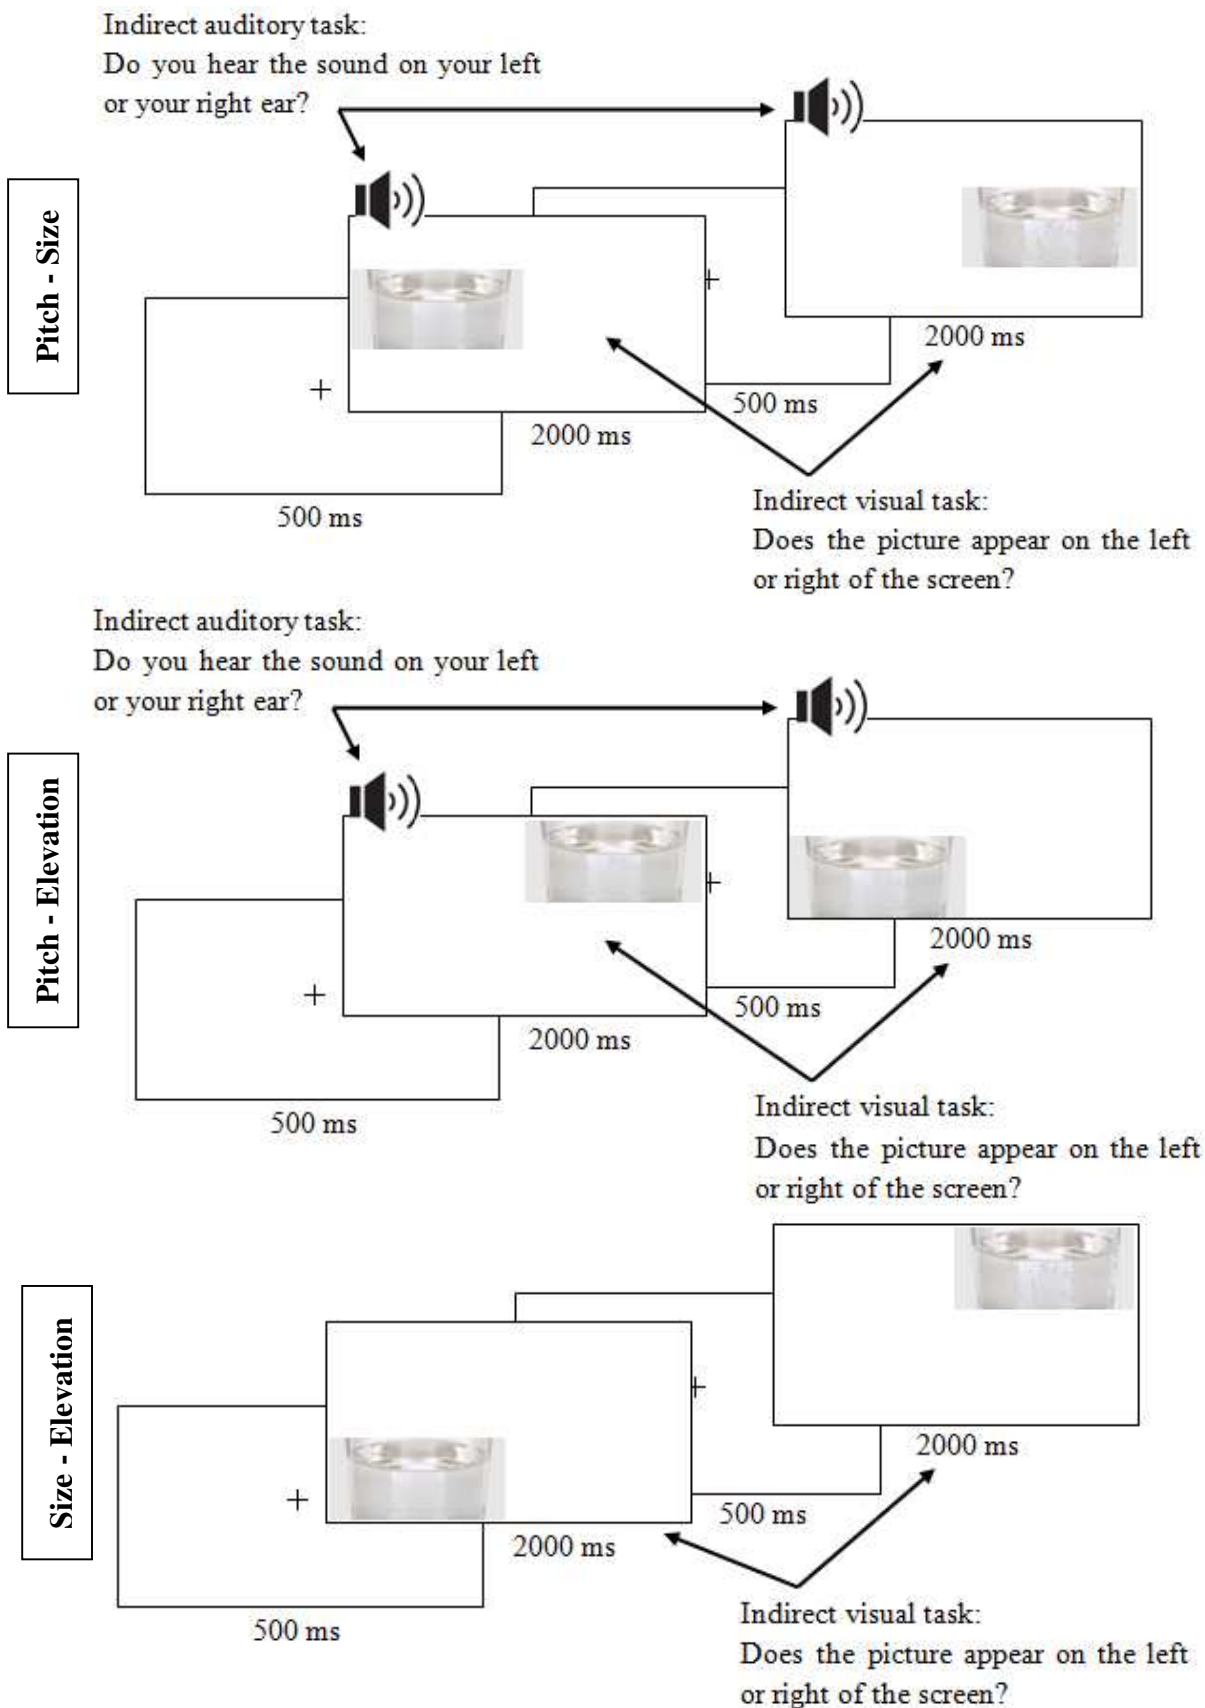 Indirect auditory task:
Do you hear the sound on your left
or your right ear?
Pitch - Size
+
+
2000 ms
500 ms
2000 ms
500 ms
Indirect visual task:
Does the picture appear on the left
or right of the screen?
Indirect auditory task:
Do you hear the sound on your left
or your right ear?
Pitch - Elevation
+
+
2000 ms
500 ms
2000 ms
500 ms
Indirect visual task:
Does the picture appear on the left
or right of the screen?
Size - Elevation
+
+
2000 ms
500 ms
2000 ms
500 ms
Indirect visual task:
Does the picture appear on the left
or right of the screen?